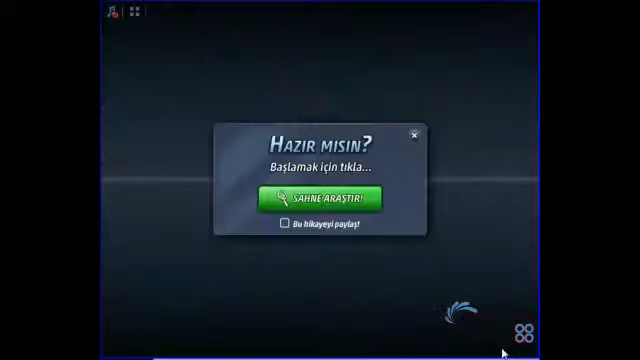 HAZIR MISIN?
Başlamak için tıkla...
SAHNE ARAŞTIR!
Bu hikayeyi paylaş!